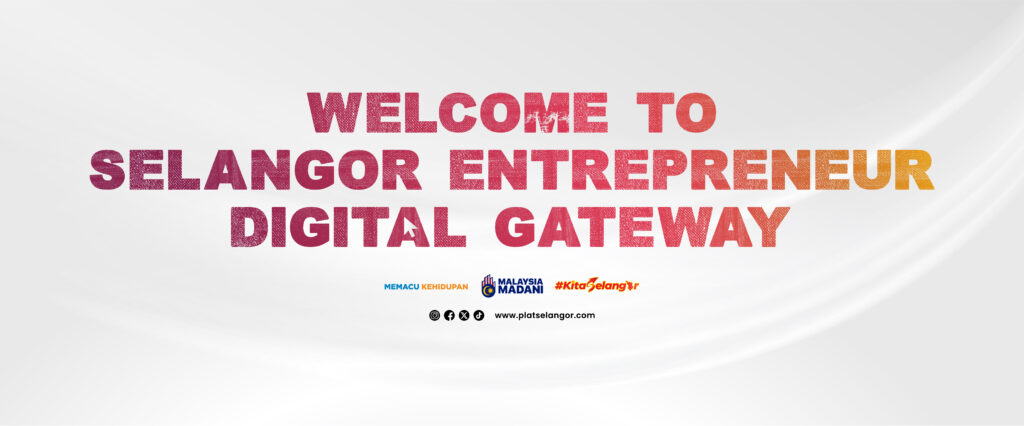 WELCOME TO
SELANGOR ENTREPRENEUR
DIGITAL GATEWAY
MEMACU KEHIDUPAN
MALAYSIA
MADANI
#KitaSelangor
www.platselangor.com